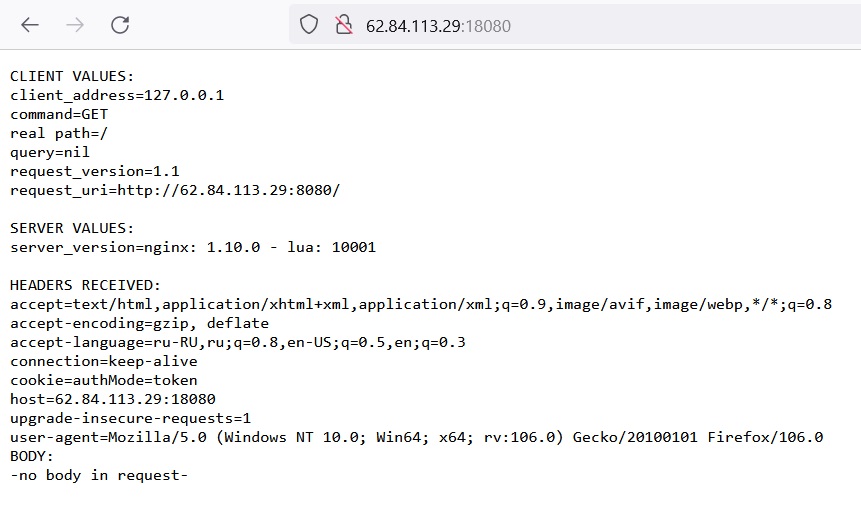 62.84.113.29:18080
CLIENT VALUES:
client_address=127.0.0.1
command=GET
real path=/
query=nil
request_version=1.1
request_uri=http://62.84.113.29:8080/
SERVER VALUES:
server_version=nginx: 1.10.0 - lua: 10001
HEADERS RECEIVED:
accept=text/html,application/xhtml+xml,application/xml;q=0.9,image/avif,image/webp,*/*;q=0.8
accept-encoding=gzip, deflate
accept-language=ru-RU,ru;q=0.8,en-US;q=0.5,en;q=0.3
connection=keep-alive
cookie=authMode=token
host=62.84.113.29:18080
upgrade-insecure-requests=1
user-agent=Mozilla/5.0 (Windows NT 10.0; Win64; x64; rv:106.0) Gecko/20100101 Firefox/106.0
BODY:
-no body in request-